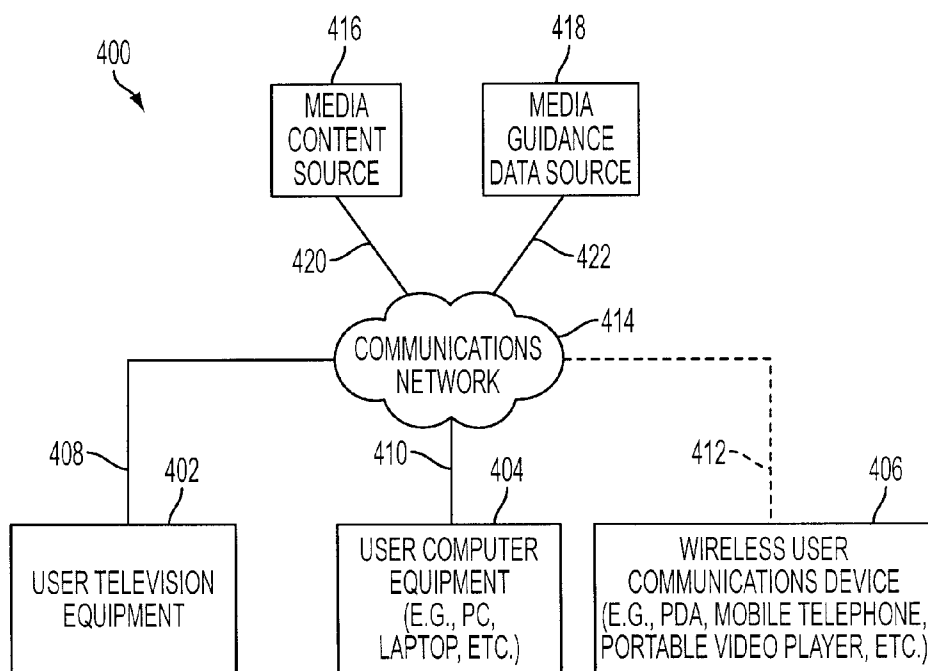 400
416
418
MEDIA
CONTENT
SOURCE
MEDIA
GUIDANCE
DATA SOURCE
420
422
COMMUNICATIONS
NETWORK
414
408
402
410
404
412
406
USER TELEVISION
EQUIPMENT
USER COMPUTER
EQUIPMENT
(E.G., PC,
LAPTOP, ETC.)
WIRELESS USER
COMMUNICATIONS DEVICE
(E.G., PDA, MOBILE TELEPHONE,
PORTABLE VIDEO PLAYER, ETC.)